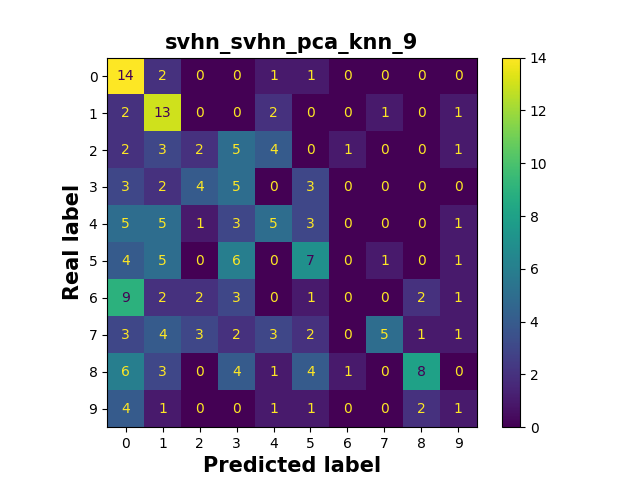 svhn_svhn_pca_knn_9
0 14 2 0 0 1 1 0 0 0 0
1 2 13 0 0 2 0 0 1 0 1
2 2 3 2 5 4 0 1 0 0 1
3 3 2 4 5 0 3 0 0 0 0
4 5 5 1 3 5 3 0 0 0 1
5 4 5 0 6 0 7 0 1 0 1
6 9 2 2 3 0 1 0 0 2 1
7 3 4 3 2 3 2 0 5 1 1
8 6 3 0 4 1 4 1 0 8 0
9 4 1 0 0 1 1 0 0 2 1
0 1 2 3 4 5 6 7 8 9
Predicted label
Real label
14
12
10
8
6
4
2
0